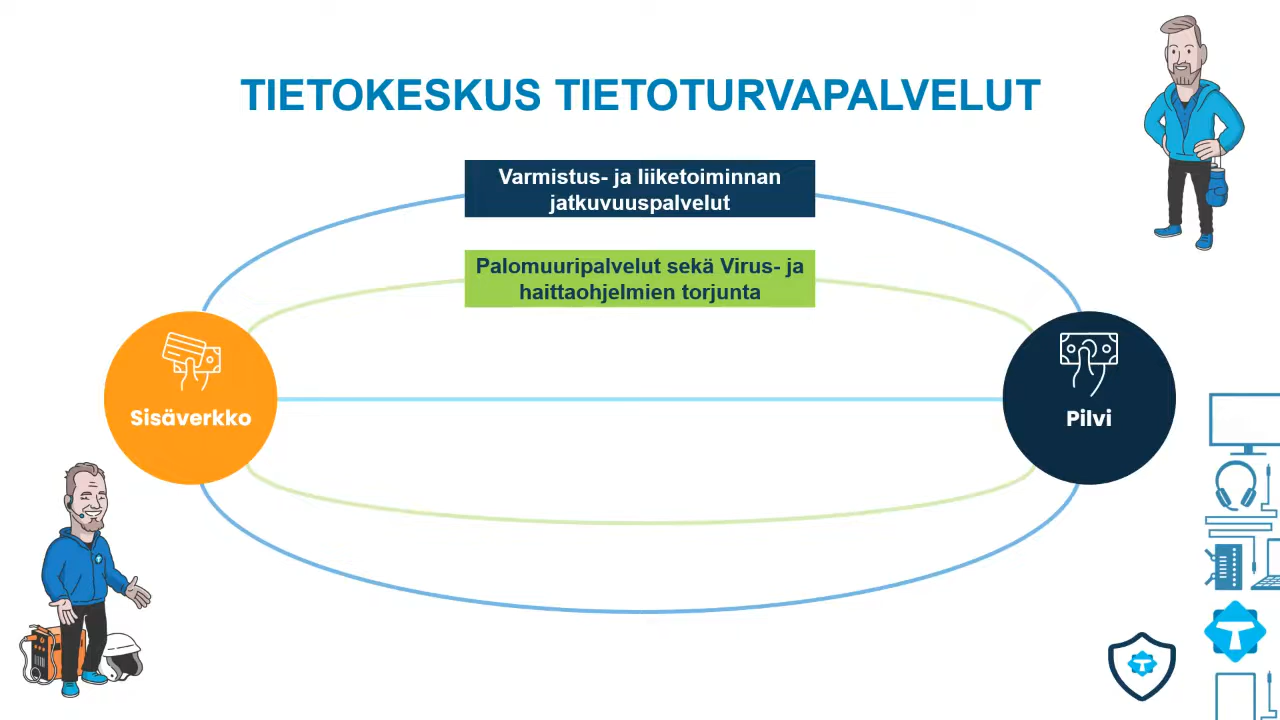 TIETOKESKUS TIETOTURVAPALVELUT
Varmistus- ja liiketoiminnan
jatkuvuuspalvelut
Palomuuripalvelut sekä Virus- ja
haittaohjelmien torjunta
Sisäverkko
Pilvi